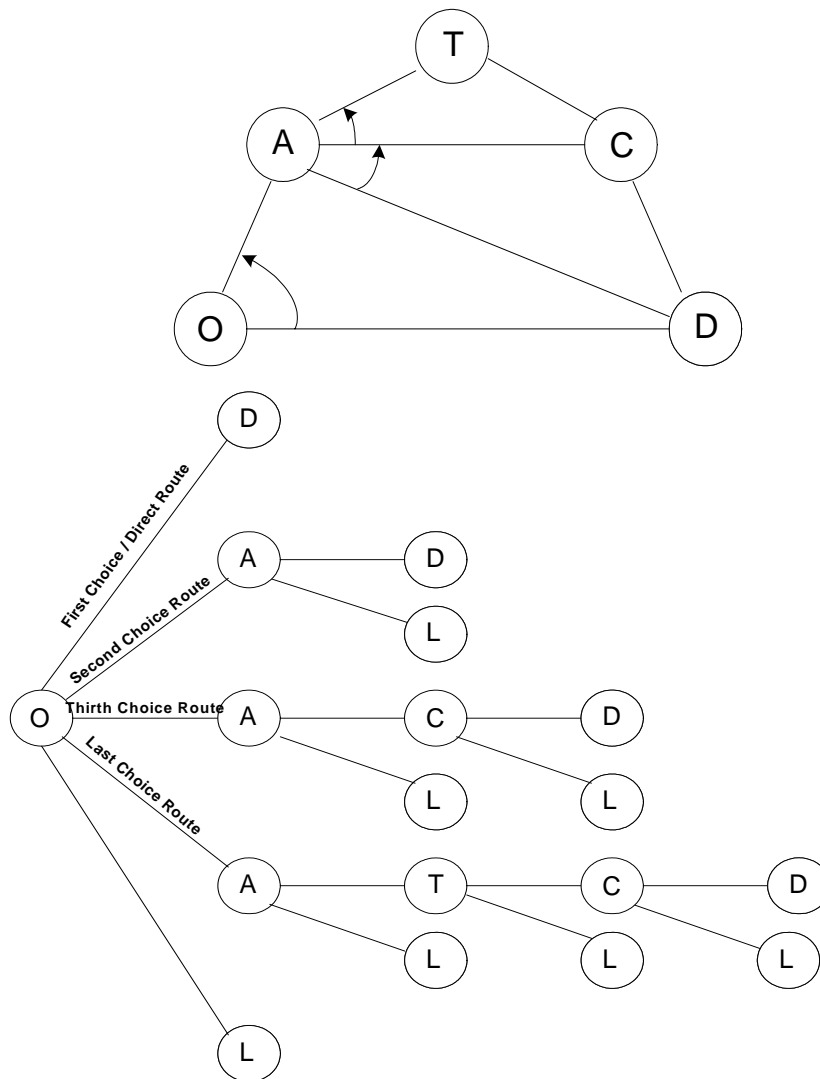 T
A
C
O
D
D
First Choice / Direct Route
A
D
Second Choice Route
L
O
Thirth Choice Route
A
C
D
Last Choice Route
L
L
A
T
C
D
L
L
L
L